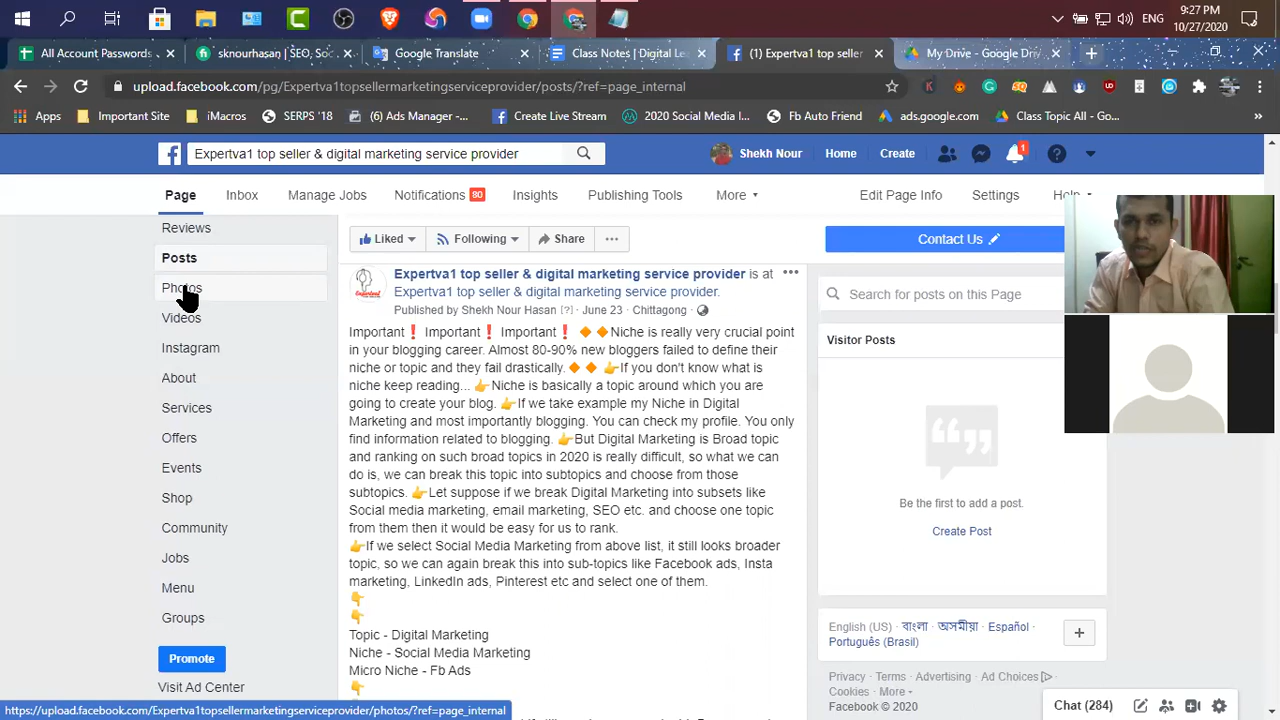 9:27 PM
ENG
10/27/2020
All Account Passwords
sknourhasan | SEO, Soc
Google Translate
Class Notes | Digital Le
(1) Expertva1 top seller
My Drive - Google Dri
upload.facebook.com/pg/Expertva1topsellermarketingserviceprovider/posts/?ref=page_internal
Apps
Important Site
iMacros
SERPS '18
(6) Ads Manager -...
Create Live Stream
2020 Social Media I...
Fb Auto Friend
ads.google.com
Class Topic All - Goo...
Expertva1 top seller & digital marketing service provider
Shekh Nour
Home
Create
1
Page
Inbox
Manage Jobs
Notifications 80
Insights
Publishing Tools
More
Edit Page Info
Settings
Help
Reviews
Posts
Photos
Videos
Instagram
About
Services
Offers
Events
Shop
Community
Jobs
Menu
Groups
Promote
Visit Ad Center
Liked
Following
Share
...
Contact Us
Expertva1 top seller & digital marketing service provider is at
Expertva1 top seller & digital marketing service provider.
Published by Shekh Nour Hasan [?] · June 23 · Chittagong ·
Important❗ Important❗ Important❗ 🔶🔶Niche is really very crucial point
in your blogging career. Almost 80-90% new bloggers failed to define their
niche or topic and they fail drastically.🔶🔶 👉If you don't know what is
niche keep reading... 👉Niche is basically a topic around which you are
going to create your blog. 👉If we take example my Niche in Digital
Marketing and most importantly blogging. You can check my profile. You only
find information related to blogging. 👉But Digital Marketing is Broad topic
and ranking on such broad topics in 2020 is really difficult, so what we can
do is, we can break this topic into subtopics and choose from those
subtopics. 👉Let suppose if we break Digital Marketing into subsets like
Social media marketing, email marketing, SEO etc. and choose one topic
from them then it would be easy for us to rank.
👉If we select Social Media Marketing from above list, it still looks broader
topic, so we can again break this into sub-topics like Facebook ads, Insta
marketing, LinkedIn ads, Pinterest etc and select one of them.
👇
👇
Topic - Digital Marketing
Niche - Social Media Marketing
Micro Niche - Fb Ads
👇
Search for posts on this Page
Visitor Posts
Be the first to add a post.
Create Post
English (US) · বাংলা · অসমীয়া · Español ·
Português (Brasil)
Privacy · Terms · Advertising · Ad Choices
Cookies · More
Facebook © 2020
Chat (284)
https://upload.facebook.com/Expertva1topsellermarketingserviceprovider/photos/?ref=page_internal